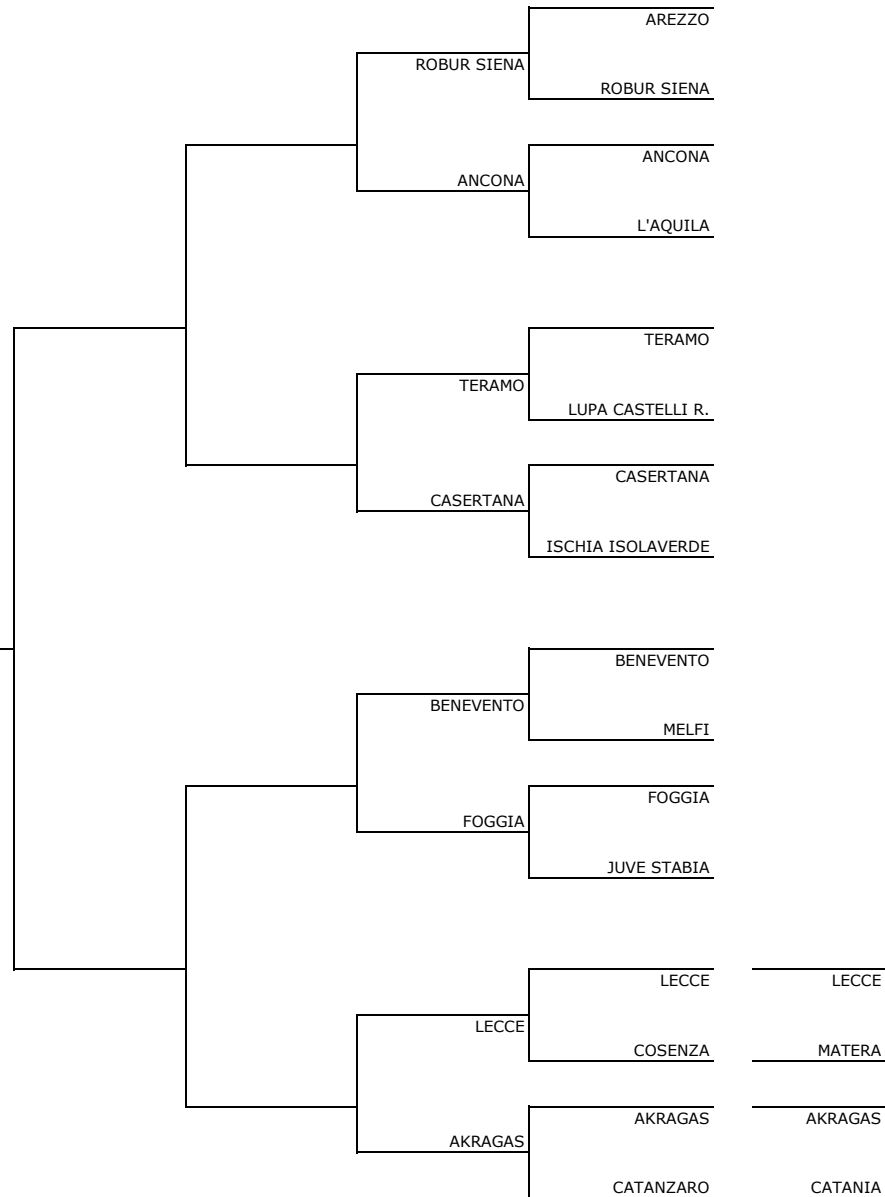 AREZZO
ROBUR SIENA
ROBUR SIENA
ANCONA
ANCONA
L'AQUILA
TERAMO
TERAMO
LUPA CASTELLI R.
CASERTANA
CASERTANA
ISCHIA ISOLAVERDE
BENEVENTO
BENEVENTO
MELFI
FOGGIA
FOGGIA
JUVE STABIA
LECCE LECCE
LECCE
COSENZA MATERA
AKRAGAS AKRAGAS
AKRAGAS
CATANZARO CATANIA